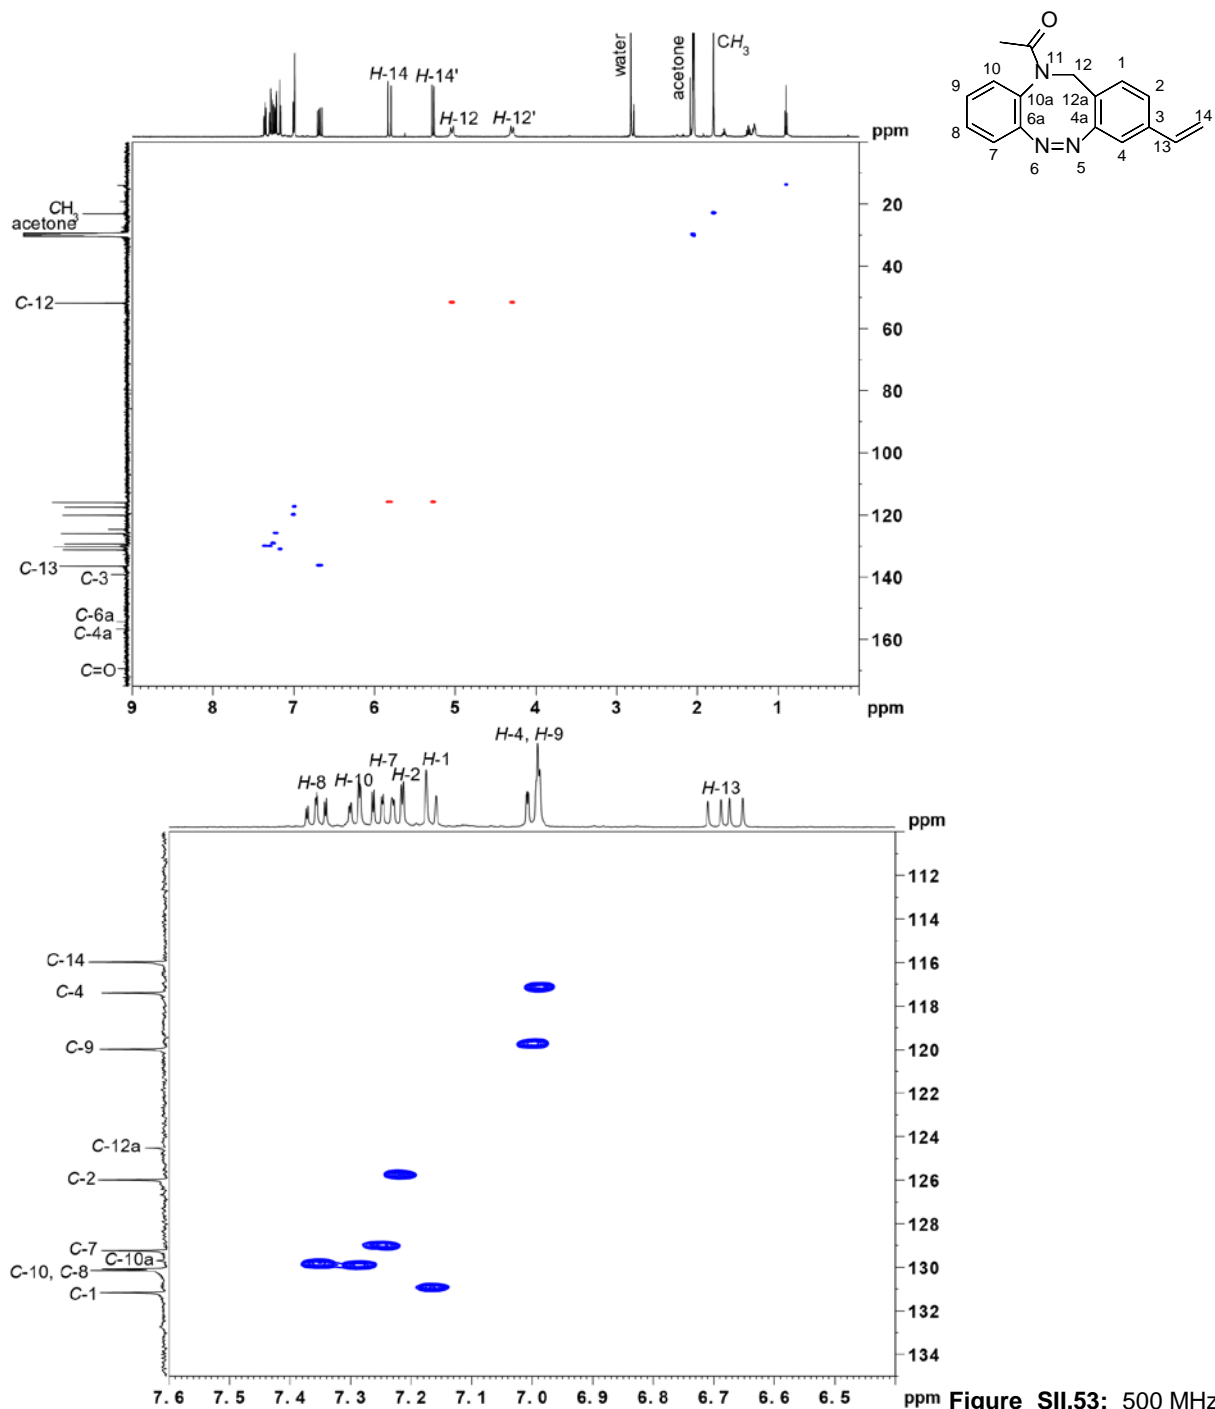 water
acetone
CH3
H-14 H-14'
H-12 H-12'
ppm
CH3
acetone
C-12
C-13
C-3
C-6a
C-4a
C=O
20
40
60
80
100
120
140
160
9 8 7 6 5 4 3 2 1 ppm
O
N 11 12 1
10 2
9 10a 12a 3 14
8 6a 4a 13
7 N=N 4
6 5
H-4, H-9
H-8 H-10 H-7 H-2 H-1 H-13
ppm
C-14
C-4
C-9
C-12a
C-2
C-7
C-10a
C-10, C-8
C-1
112
114
116
118
120
122
124
126
128
130
132
134
7.6 7.5 7.4 7.3 7.2 7.1 7.0 6.9 6.8 6.7 6.6 6.5 ppm
Figure SII.53: 500 MHz